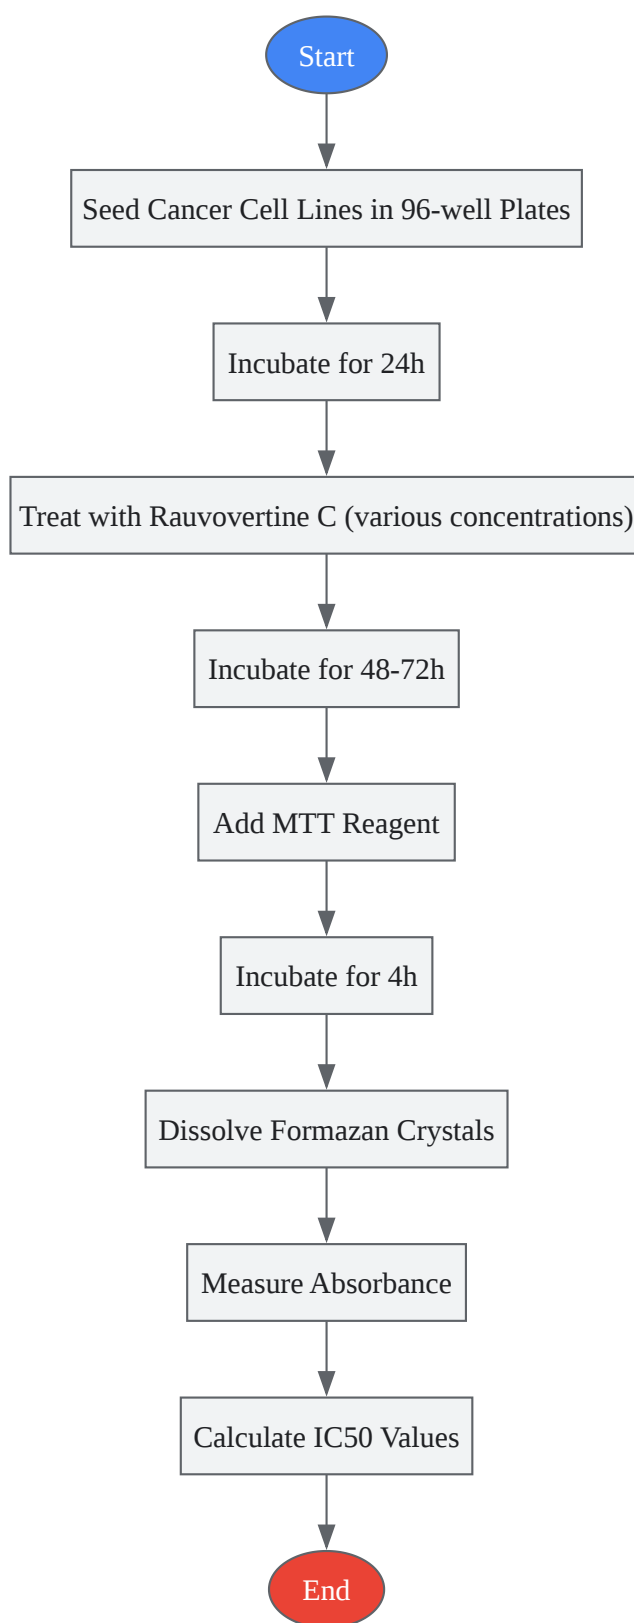 Start
Seed Cancer Cell Lines in 96-well Plates
Incubate for 24h
Treat with Rauvovertine C (various concentrations)
Incubate for 48-72h
Add MTT Reagent
Incubate for 4h
Dissolve Formazan Crystals
Measure Absorbance
Calculate IC50 Values
End